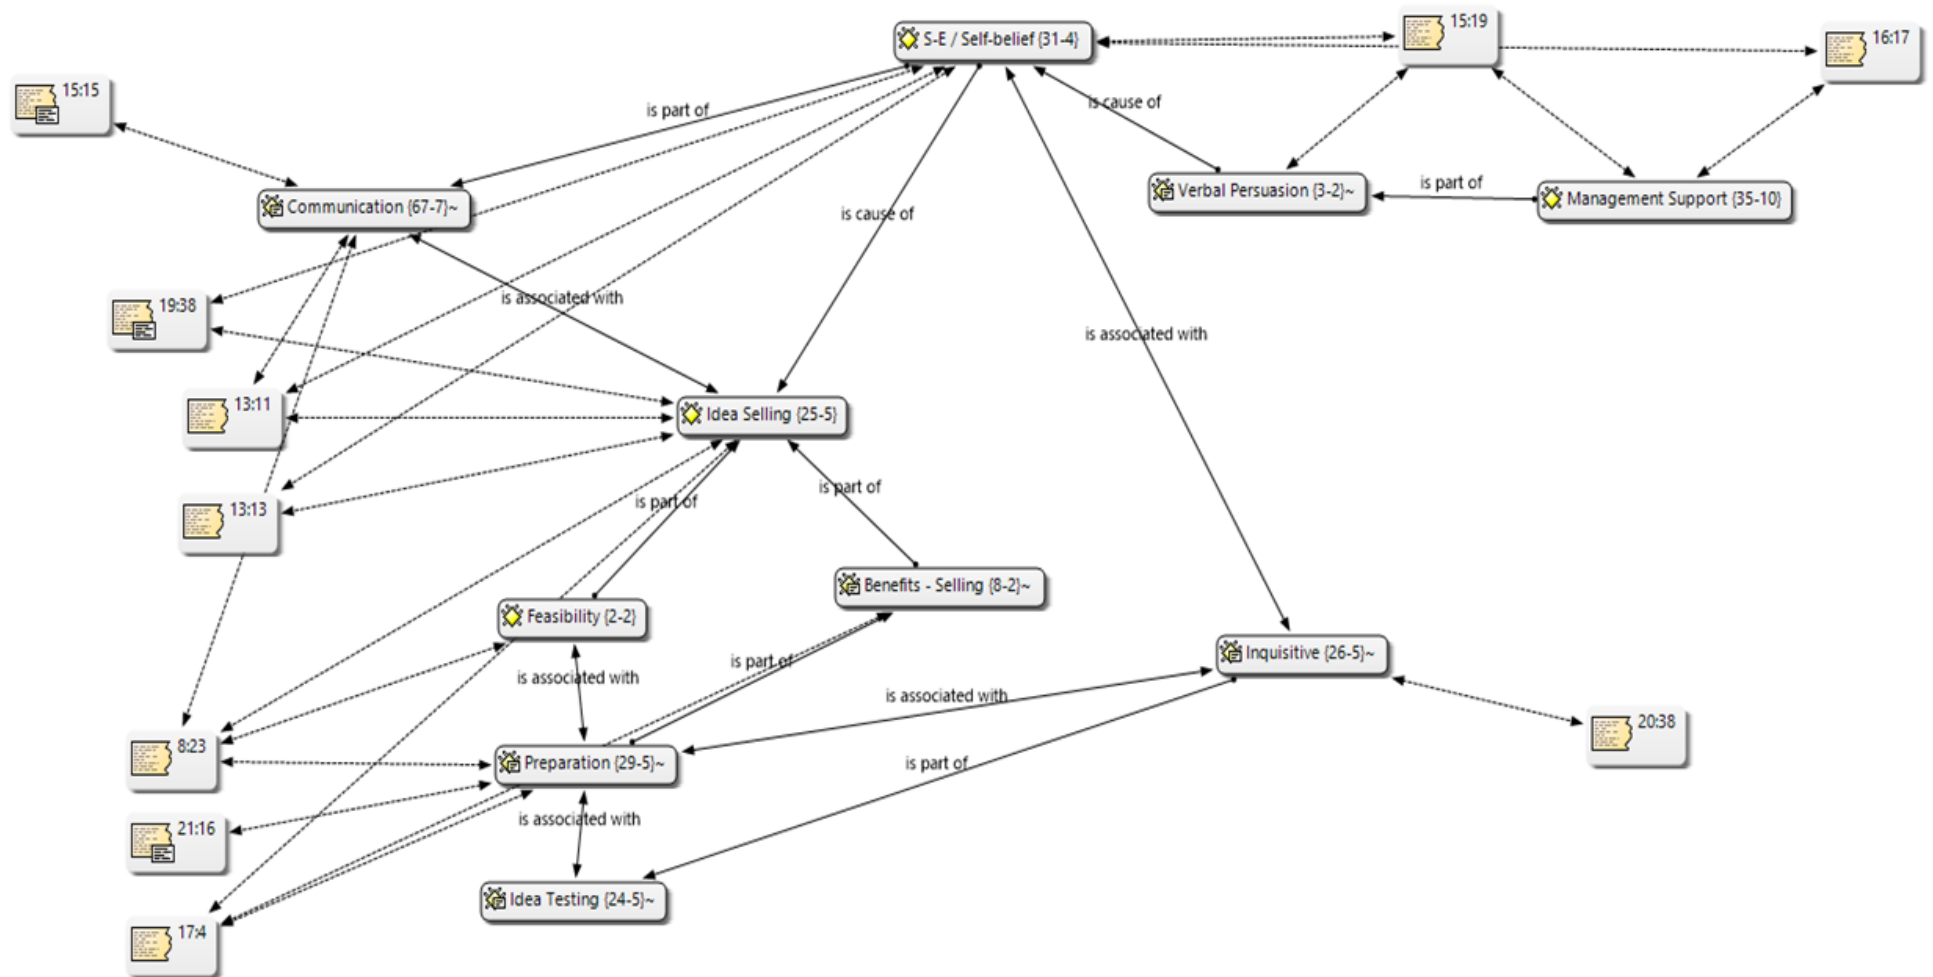 15:19
S-E / Self-belief {31-4}
16:17
15:15
is part of
is cause of
is part of
Verbal Persuasion {3-2}~
Management Support {35-10}
Communication {67-7}~
is cause of
19:38
is associated with
is associated with
13:11
Idea Selling {25-5}
is part of
is part of
13:13
Benefits - Selling {8-2}~
Feasibility {2-2}
Inquisitive {26-5}~
is part of
is associated with
is associated with
20:38
8:23
Preparation {29-5}~
is part of
is associated with
21:16
Idea Testing {24-5}~
17:4